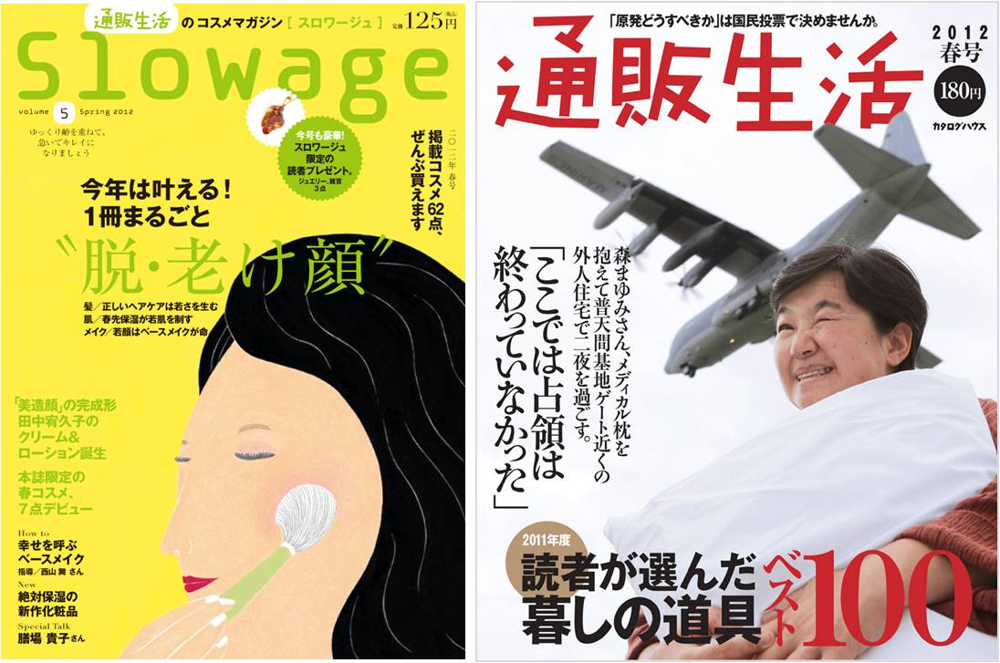 通販生活のコスメマガジン［スロワージュ］
定価125円(税込)
Slowage
volume 5 Spring 2012
ゆっくり齢を重ねて、
急いでキレイに
なりましょう
今号も豪華!
スロワージュ
限定の
読者プレゼント。
ジュエリー、雑貨
3点
二〇一二年 春号
掲載コスメ62点、
ぜんぶ買えます
今年は叶える!
1冊まるごと
〝脱・老け顔〟
髪／正しいヘアケアは若さを生む
肌／春先保湿が若肌を制す
メイク／若顔はベースメイクが命
「美造顔」の完成形
田中宥久子の
クリーム&
ローション誕生
本誌限定の
春コスメ、
7点デビュー
How to
幸せを呼ぶ
ベースメイク
指導／西山 舞 さん
New
絶対保湿の
新作化粧品
Special Talk
膳場 貴子さん
「原発どうすべきか」は国民投票で決めませんか。
通販生活
2012
春号
180円
カタログハウス
MARINES
森まゆみさん、メディカル枕を
抱えて普天間基地ゲート近くの
外人住宅で二夜を過ごす。
「ここでは占領は
終わっていなかった」
2011年度
読者が選んだ
暮しの道具
ベスト100